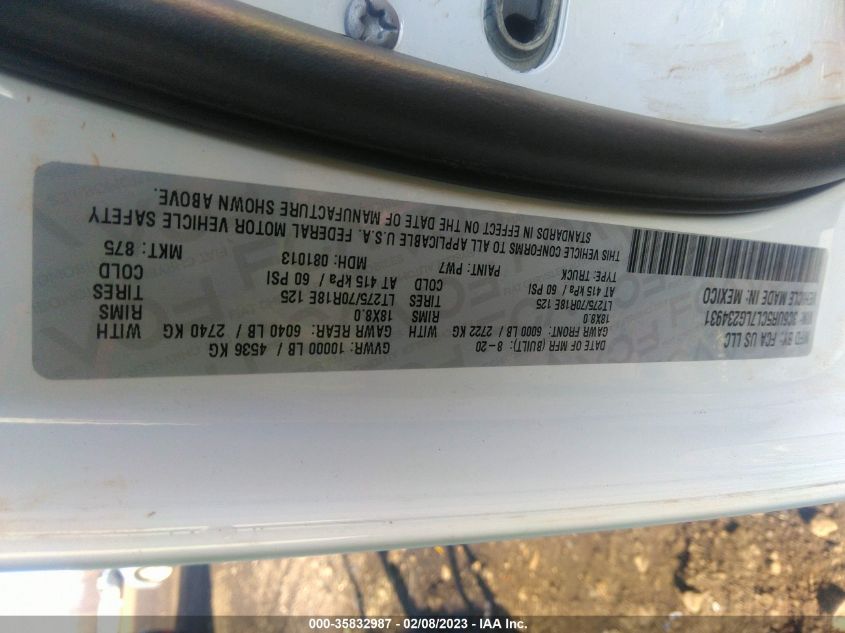 MFD BY: FCA US LLC
DATE OF MFR (BUILT): 8-20 GVWR: 10000 LB / 4536 KG
GAWR FRONT: 6000 LB / 2722 KG WITH GAWR REAR: 6040 LB / 2740 KG WITH
18X8.0 RIMS 18X8.0 RIMS
LT275/70R18E 125 TIRES LT275/70R18E 125 TIRES
AT 415 kPa / 60 PSI COLD AT 415 kPa / 60 PSI COLD
VIN: 3C6UR5CL7LG234931
VEHICLE MADE IN: MEXICO
TYPE: TRUCK
PAINT: PW7 MDH: 081013 MKT: 875
THIS VEHICLE CONFORMS TO ALL APPLICABLE U.S.A. FEDERAL MOTOR VEHICLE SAFETY
STANDARDS IN EFFECT ON THE DATE OF MANUFACTURE SHOWN ABOVE.
000-35832987 - 02/08/2023 - IAA Inc.